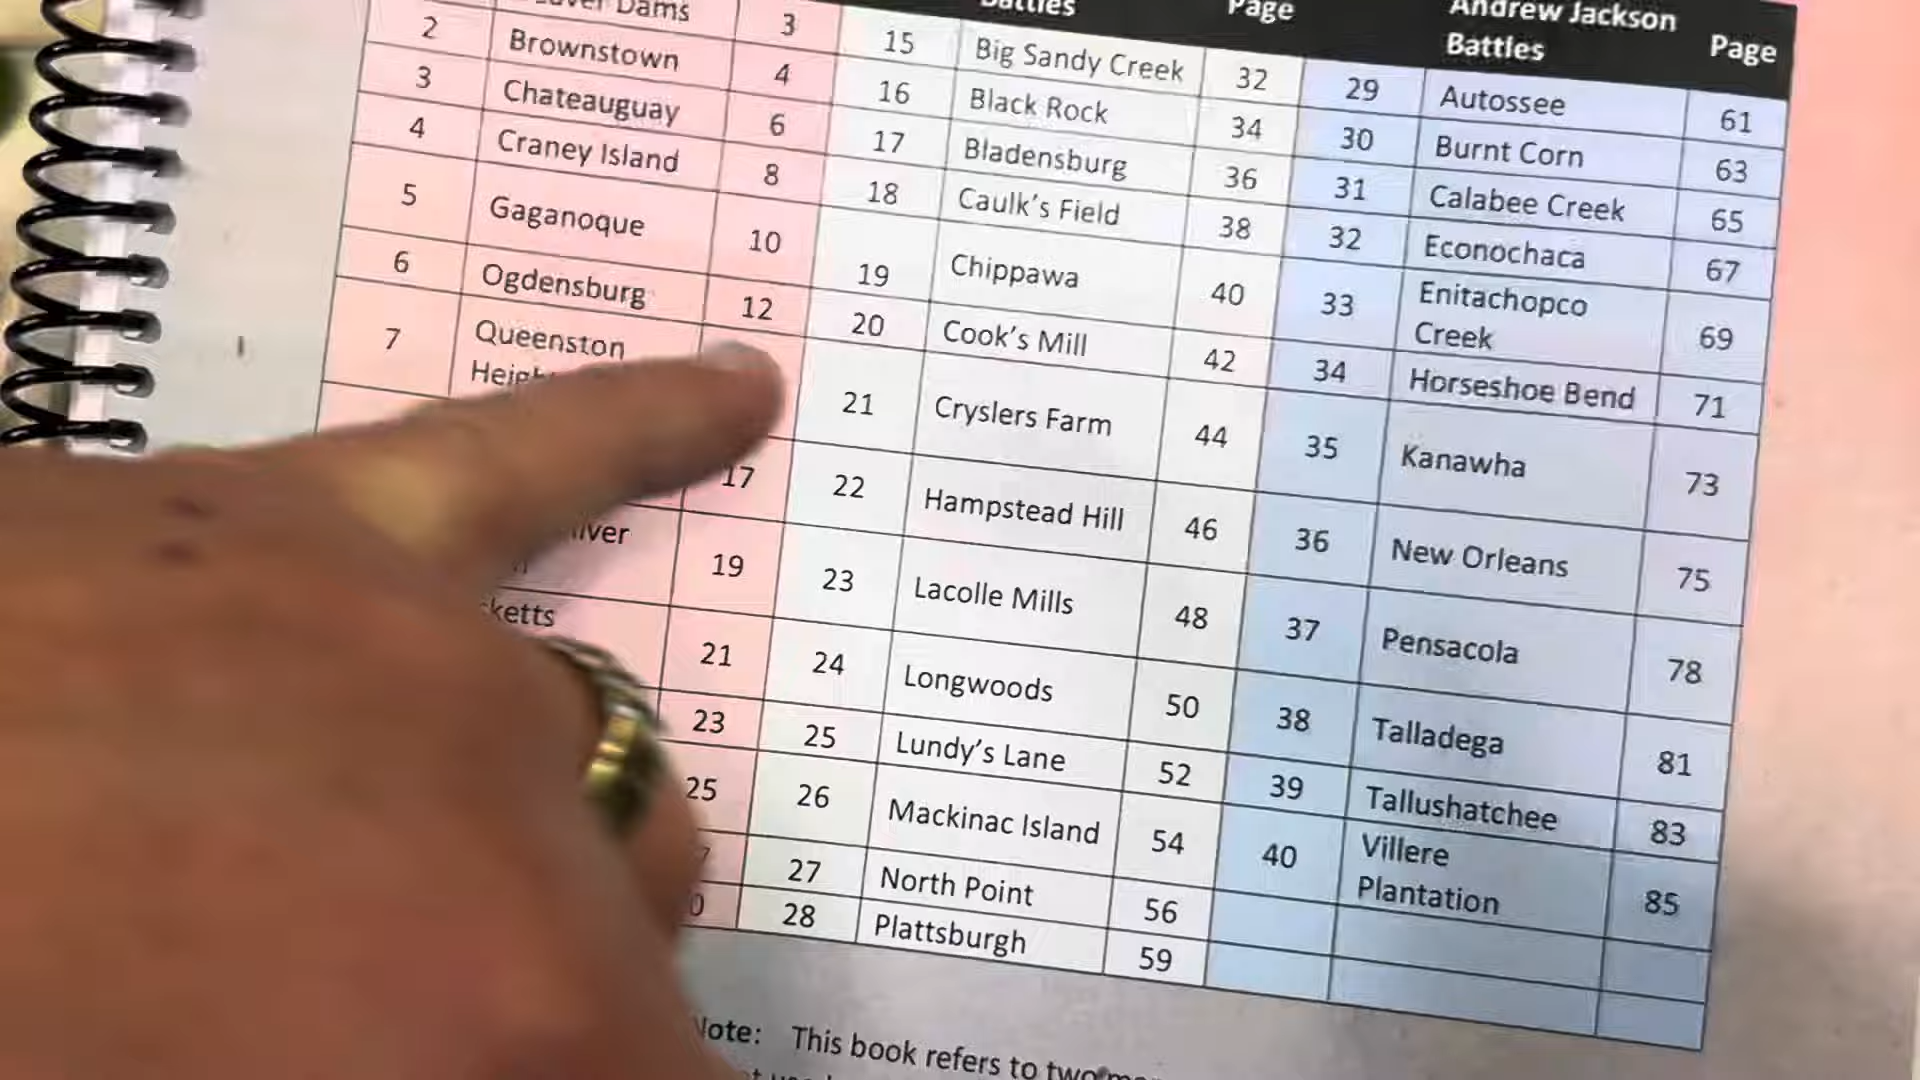 Dams 3
2 Brownstown 4
3 Chateauguay 6
4 Craney Island 8
5 Gaganoque 10
6 Ogdensburg 12
7 Queenston
17
19
21
23
25
Battles Page
15 Big Sandy Creek 32
16 Black Rock 34
17 Bladensburg 36
18 Caulk's Field 38
19 Chippawa 40
20 Cook's Mill 42
21 Cryslers Farm 44
22 Hampstead Hill 46
23 Lacolle Mills 48
24 Longwoods 50
25 Lundy's Lane 52
26 Mackinac Island 54
27 North Point 56
28 Plattsburgh 59
Andrew Jackson
Battles Page
29 Autossee 61
30 Burnt Corn 63
31 Calabee Creek 65
32 Econochaca 67
33 Enitachopco
Creek 69
34 Horseshoe Bend 71
35 Kanawha 73
36 New Orleans 75
37 Pensacola 78
38 Talladega 81
39 Tallushatchee 83
40 Villere
Plantation 85
Note: This book refers to two